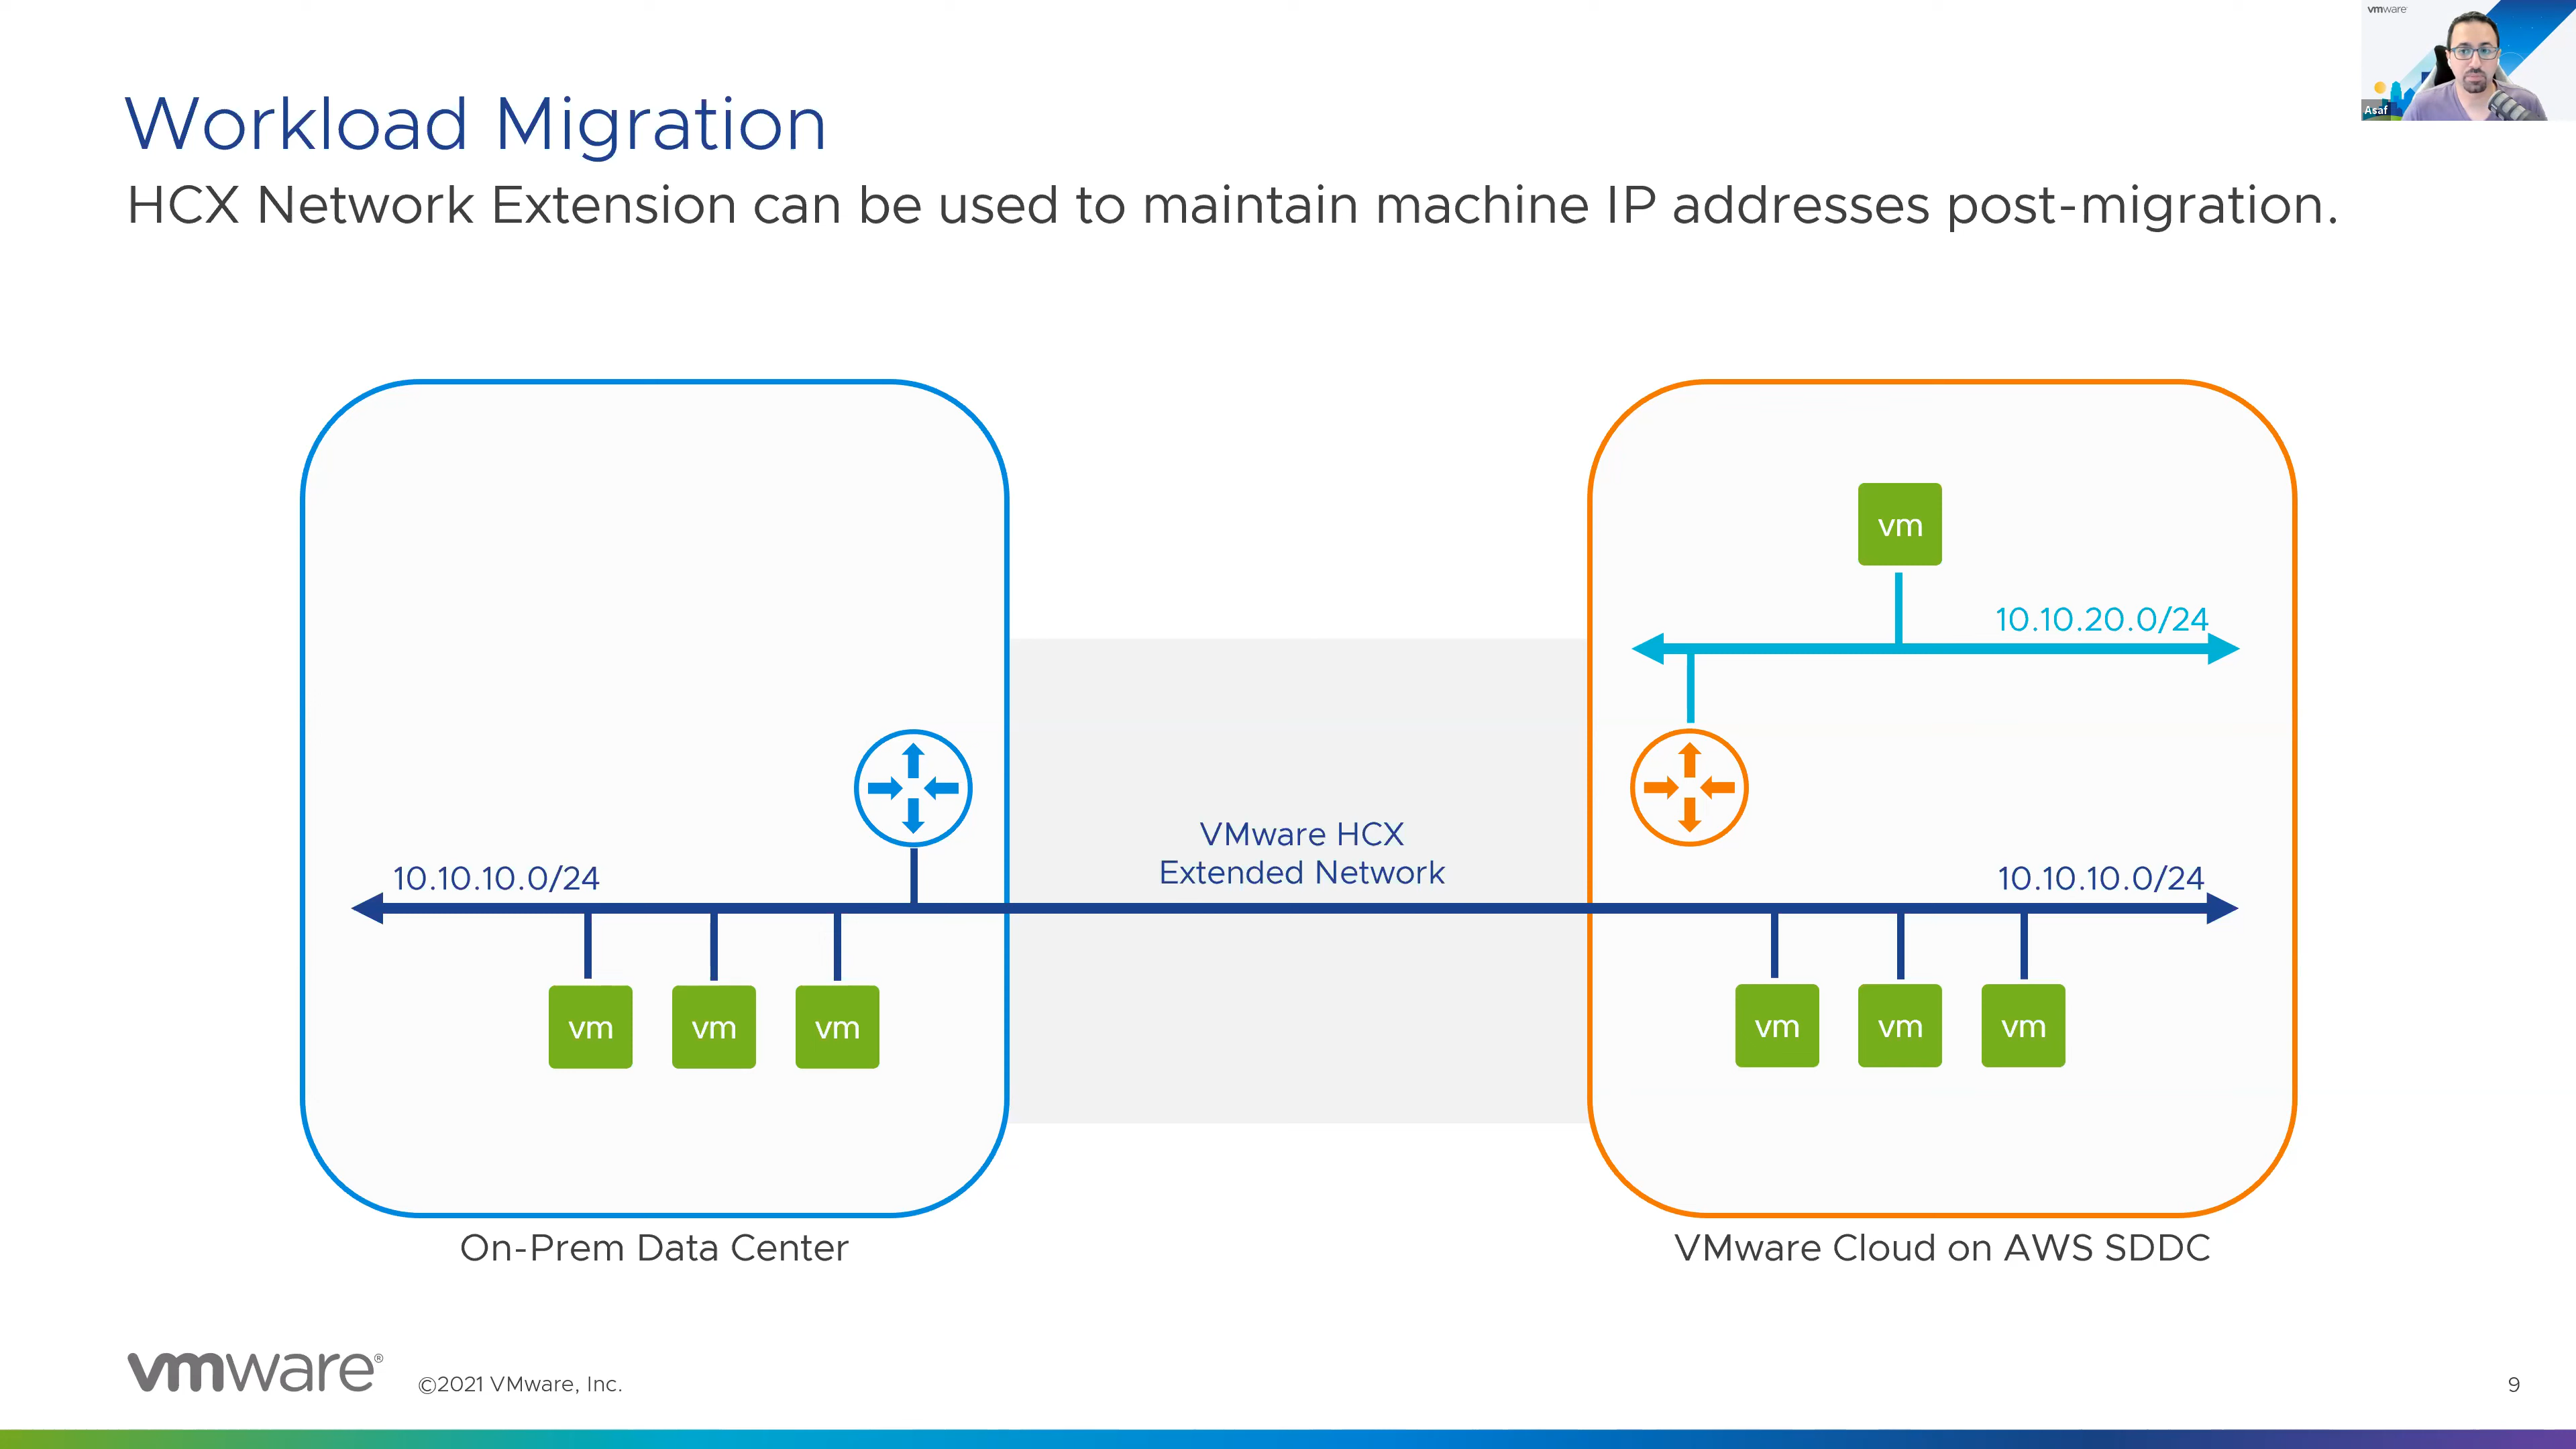 vmware
Asaf
Workload Migration
HCX Network Extension can be used to maintain machine IP addresses post-migration.
vm
10.10.20.0/24
VMware HCX
Extended Network
10.10.10.0/24
10.10.10.0/24
vm
vm
vm
vm
vm
vm
On-Prem Data Center
VMware Cloud on AWS SDDC
vmware®
©2021 VMware, Inc.
9